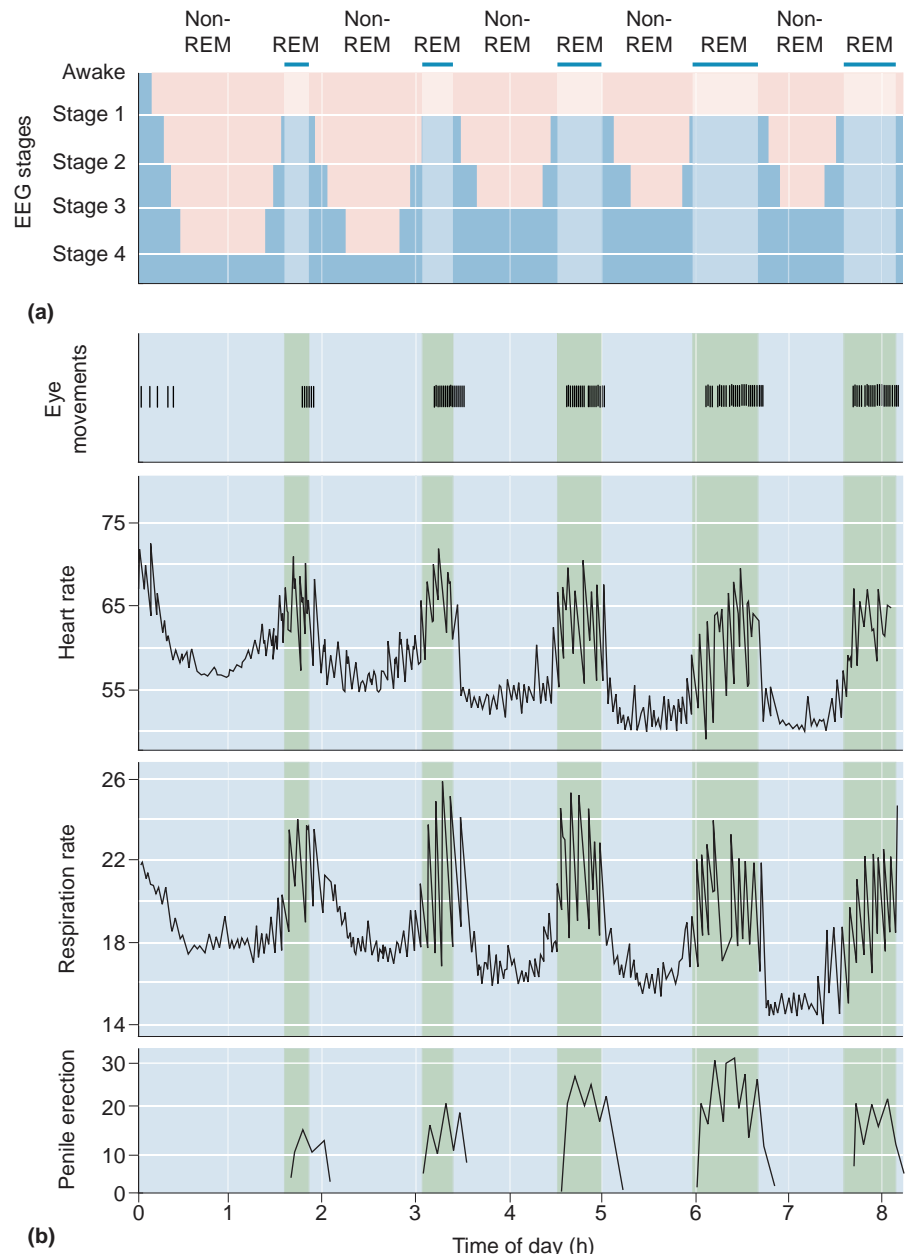 Non-
REM
REM
Non-
REM
REM
Non-
REM
REM
Non-
REM
REM
Non-
REM
REM
Awake
Stage 1
Stage 2
Stage 3
Stage 4
EEG stages
(a)
Eye
movements
75
65
55
Heart rate
26
22
18
14
Respiration rate
30
20
10
0
Penile erection
0 1 2 3 4 5 6 7 8
Time of day (h)
(b)